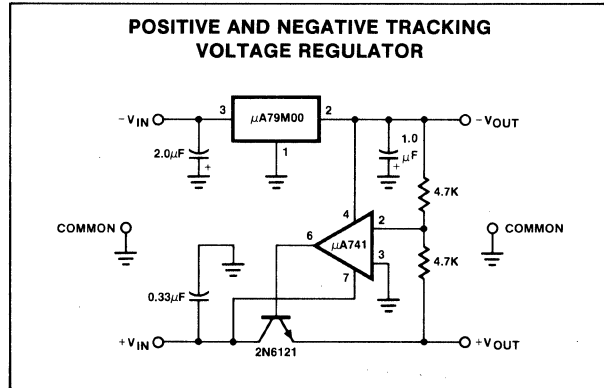 POSITIVE AND NEGATIVE TRACKING
VOLTAGE REGULATOR
−VIN
3
μA79M00
2
−VOUT
1
2.0μF
+
1.0
μF
+
4.7K
COMMON
4
2
COMMON
6
μA741
3
4.7K
7
0.33μF
+VIN
2N6121
+VOUT